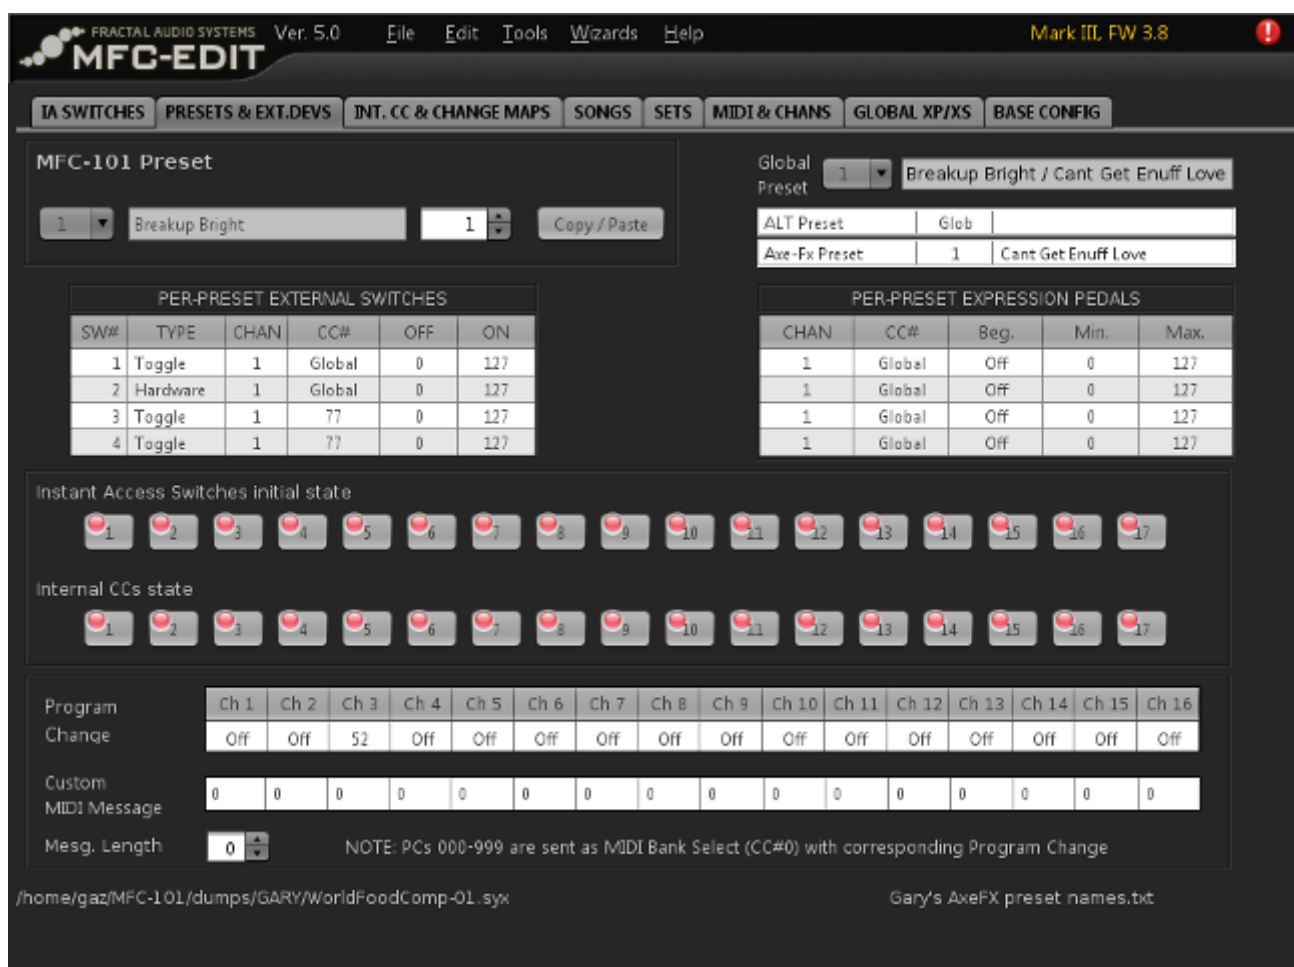 FRACTAL AUDIO SYSTEMS Ver. 5.0 File Edit Tools Wizards Help Mark III, FW 3.8
MFC-EDIT
IA SWITCHES PRESETS & EXT.DEVS INT. CC & CHANGE MAPS SONGS SETS MIDI & CHANS GLOBAL XP/XS BASE CONFIG
MFC-101 Preset
1 Breakup Bright 1 Copy / Paste
Global Preset 1 Breakup Bright / Cant Get Enuff Love
ALT Preset Glob
Axe-Fx Preset 1 Cant Get Enuff Love
PER-PRESET EXTERNAL SWITCHES
SW# TYPE CHAN CC# OFF ON
1 Toggle 1 Global 0 127
2 Hardware 1 Global 0 127
3 Toggle 1 77 0 127
4 Toggle 1 77 0 127
PER-PRESET EXPRESSION PEDALS
CHAN CC# Beg. Min. Max.
1 Global Off 0 127
1 Global Off 0 127
1 Global Off 0 127
1 Global Off 0 127
Instant Access Switches initial state
1 2 3 4 5 6 7 8 9 10 11 12 13 14 15 16 17
Internal CCs state
1 2 3 4 5 6 7 8 9 10 11 12 13 14 15 16 17
Program Change
Ch 1 Ch 2 Ch 3 Ch 4 Ch 5 Ch 6 Ch 7 Ch 8 Ch 9 Ch 10 Ch 11 Ch 12 Ch 13 Ch 14 Ch 15 Ch 16
Off Off 52 Off Off Off Off Off Off Off Off Off Off Off Off Off
Custom MIDI Message
0 0 0 0 0 0 0 0 0 0 0 0 0 0 0 0
Mesg. Length 0 NOTE: PCs 000-999 are sent as MIDI Bank Select (CC#0) with corresponding Program Change
/home/gaz/MFC-101/dumps/GARY/WorldFoodComp-01.syx Gary's AxeFX preset names.txt